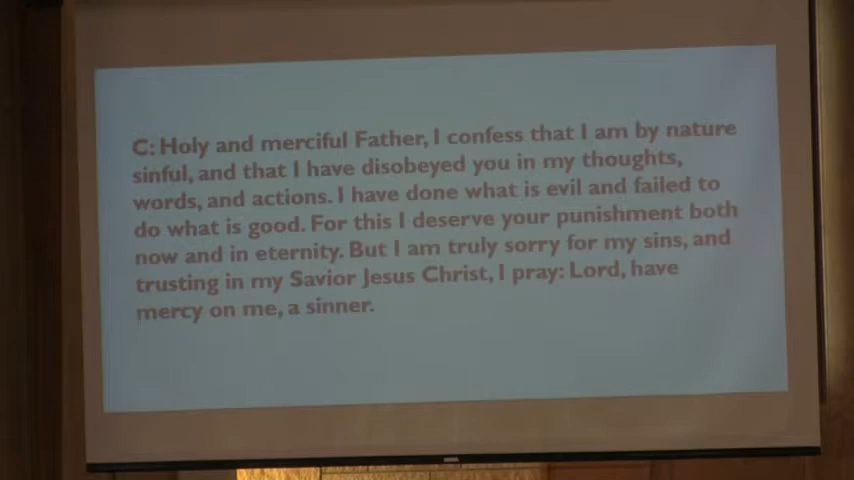 C: Holy and merciful Father, I confess that I am by nature
sinful, and that I have disobeyed you in my thoughts,
words, and actions. I have done what is evil and failed to
do what is good. For this I deserve your punishment both
now and in eternity. But I am truly sorry for my sins, and
trusting in my Savior Jesus Christ, I pray: Lord, have
mercy on me, a sinner.